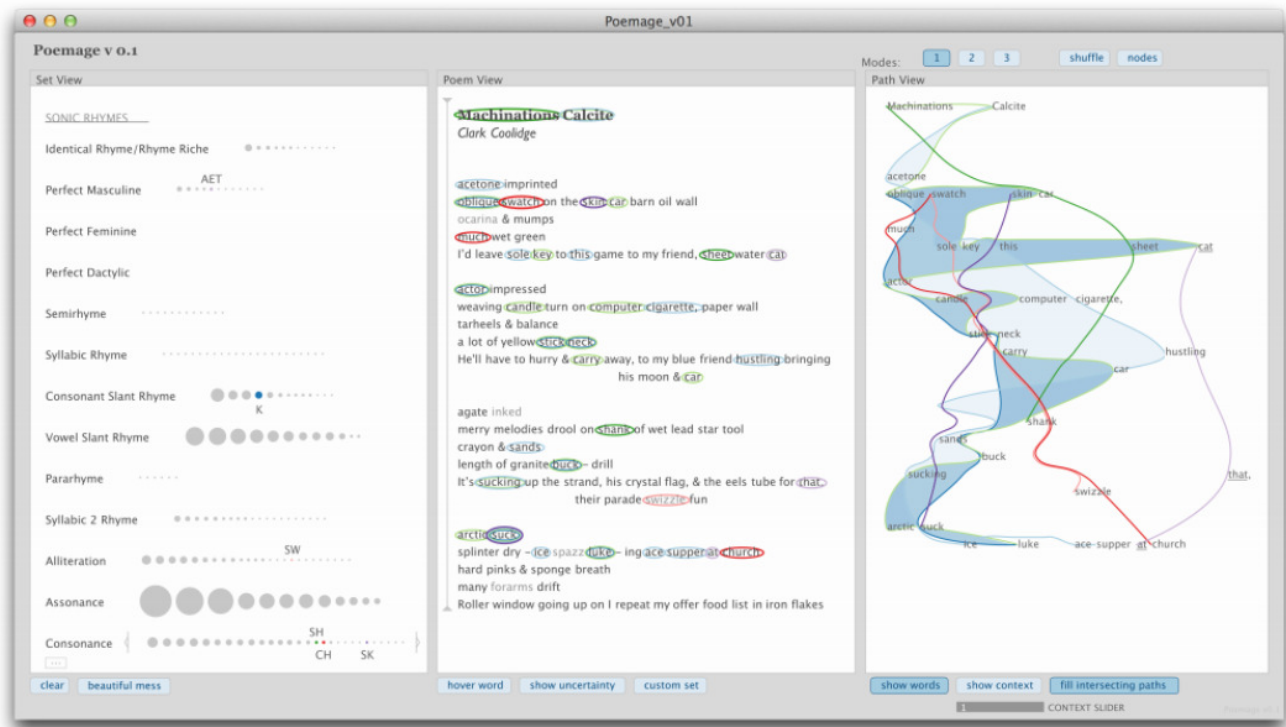 Poemage_v01
Poemage v 0.1
Modes: 1 2 3 shuffle nodes
Set View
SONIC RHYMES
Identical Rhyme/Rhyme Riche
AET
Perfect Masculine
Perfect Feminine
Perfect Dactylic
Semirhyme
Syllabic Rhyme
Consonant Slant Rhyme
K
Vowel Slant Rhyme
Pararhyme
Syllabic 2 Rhyme
SW
Alliteration
Assonance
SH
Consonance
CH SK
...
clear beautiful mess
Poem View
Machinations Calcite
Clark Coolidge
acetone imprinted
oblique swatch on the skin car barn oil wall
ocarina & mumps
much wet green
I'd leave sole key to this game to my friend, sheet water cat
actor impressed
weaving candle turn on computer cigarette, paper wall
tarheels & balance
a lot of yellow stick neck
He'll have to hurry & carry away, to my blue friend hustling bringing
his moon & car
agate inked
merry melodies drool on shank of wet lead star tool
crayon & sands
length of granite buck – drill
It's sucking up the strand, his crystal flag, & the eels tube for that,
their parade swizzle fun
arctic suck
splinter dry – ice spazz luke – ing ace supper at church
hard pinks & sponge breath
many forarms drift
Roller window going up on I repeat my offer food list in iron flakes
hover word show uncertainty custom set
Path View
Machinations Calcite
acetone
oblique swatch skin car
much
sole key this sheet cat
actor
candle computer cigarette,
stick neck
carry hustling
car
shank
sands
buck
sucking that,
swizzle
arctic suck
ice luke ace supper at church
show words show context fill intersecting paths
1 CONTEXT SLIDER
Poemage v0.1